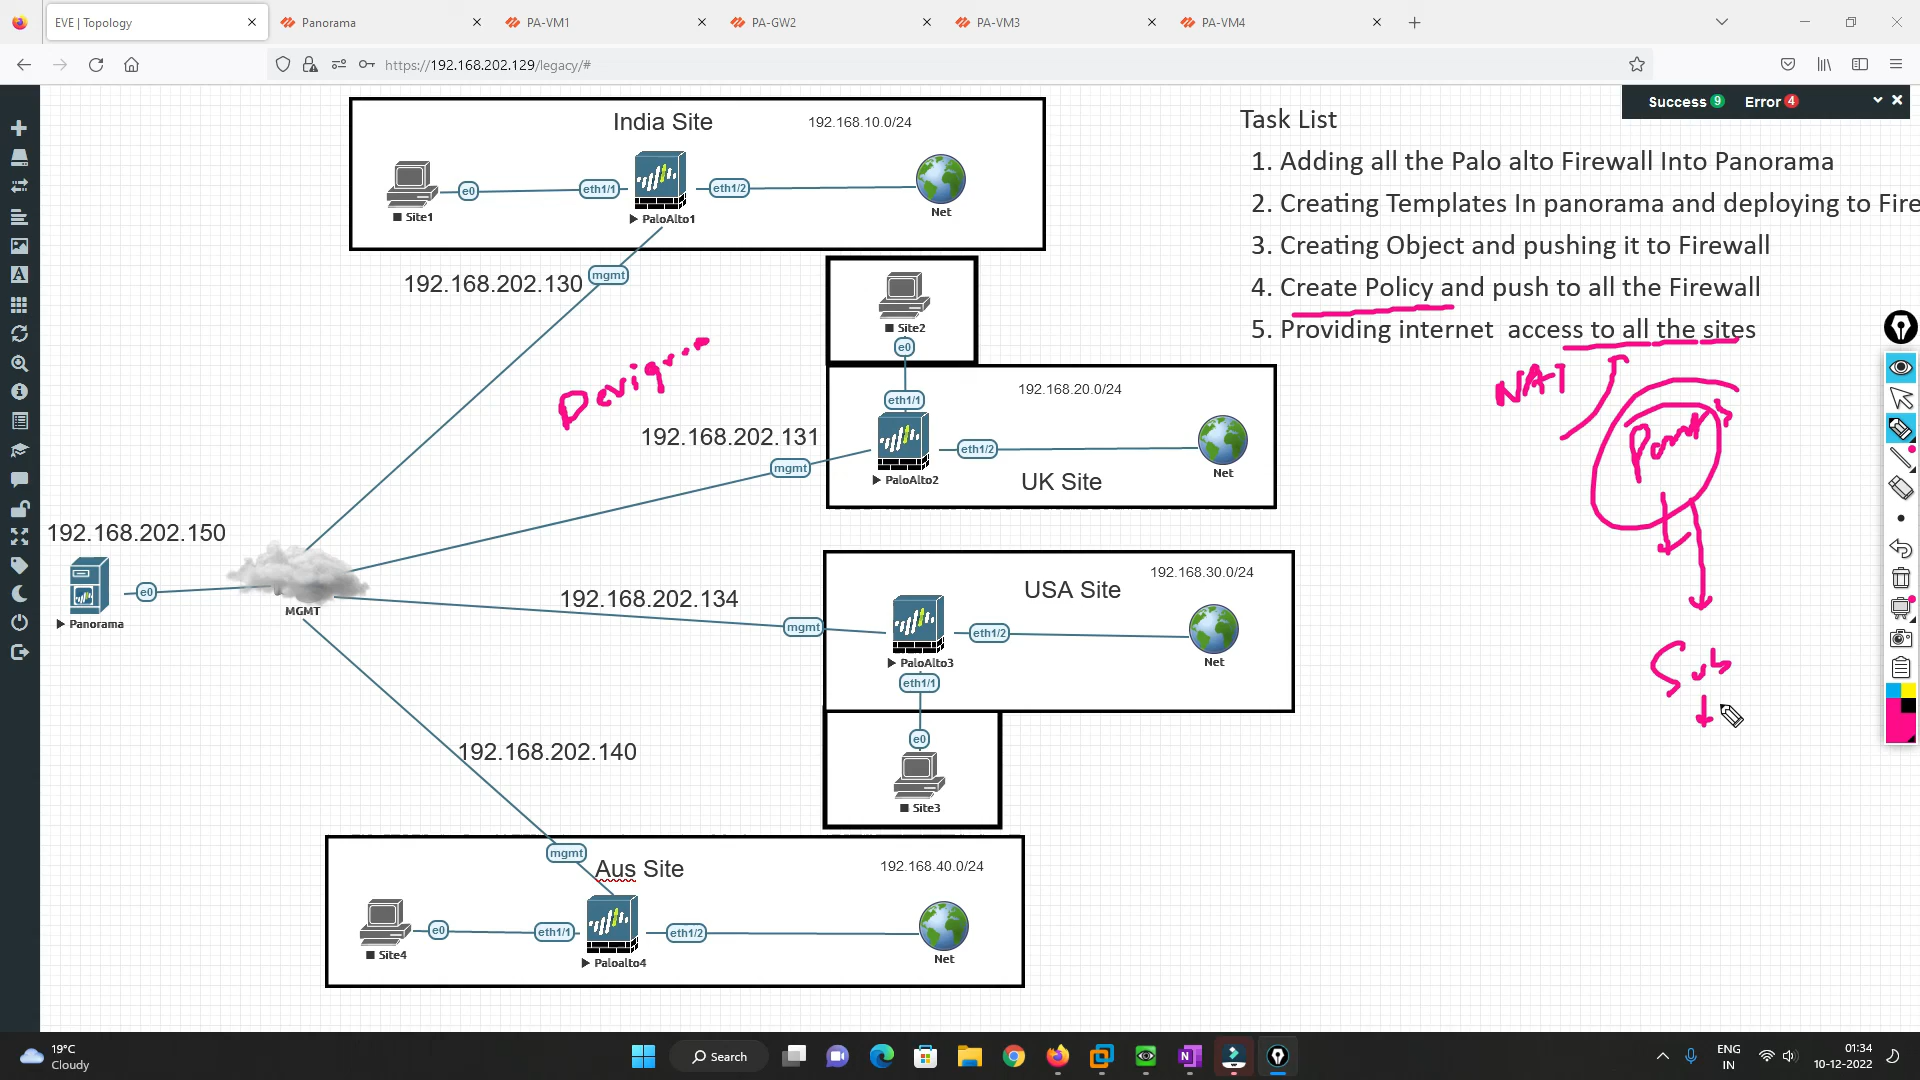 EVE | Topology
Panorama
PA-VM1
PA-GW2
PA-VM3
PA-VM4
https://192.168.202.129/legacy/#
Success 9 Error 4
India Site
192.168.10.0/24
Site1
e0
eth1/1
PaloAlto1
eth1/2
Net
192.168.202.130
mgmt
Task List
1. Adding all the Palo alto Firewall Into Panorama
2. Creating Templates In panorama and deploying to Fire
3. Creating Object and pushing it to Firewall
4. Create Policy and push to all the Firewall
5. Providing internet access to all the sites
NAT
Sub
Site2
e0
eth1/1
192.168.20.0/24
192.168.202.131
mgmt
PaloAlto2
eth1/2
Net
UK Site
192.168.202.150
Panorama
e0
MGMT
192.168.202.134
mgmt
USA Site
192.168.30.0/24
PaloAlto3
eth1/2
Net
eth1/1
e0
Site3
192.168.202.140
mgmt
Aus Site
192.168.40.0/24
Site4
e0
eth1/1
Paloalto4
eth1/2
Net
19°C
Cloudy
Search
ENG
IN
01:34
10-12-2022